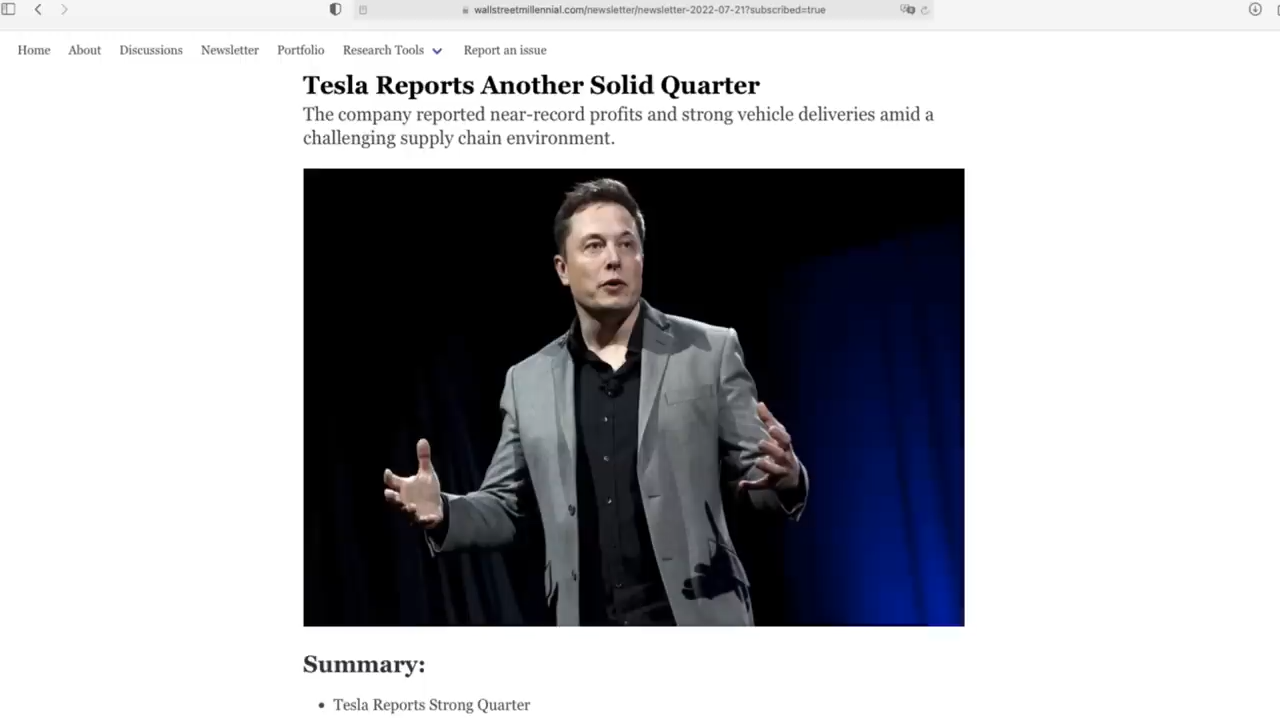 wallstreetmillennial.com/newsletter/newsletter-2022-07-21?subscribed=true
Home About Discussions Newsletter Portfolio Research Tools Report an issue
Tesla Reports Another Solid Quarter
The company reported near-record profits and strong vehicle deliveries amid a
challenging supply chain environment.
Summary:
• Tesla Reports Strong Quarter